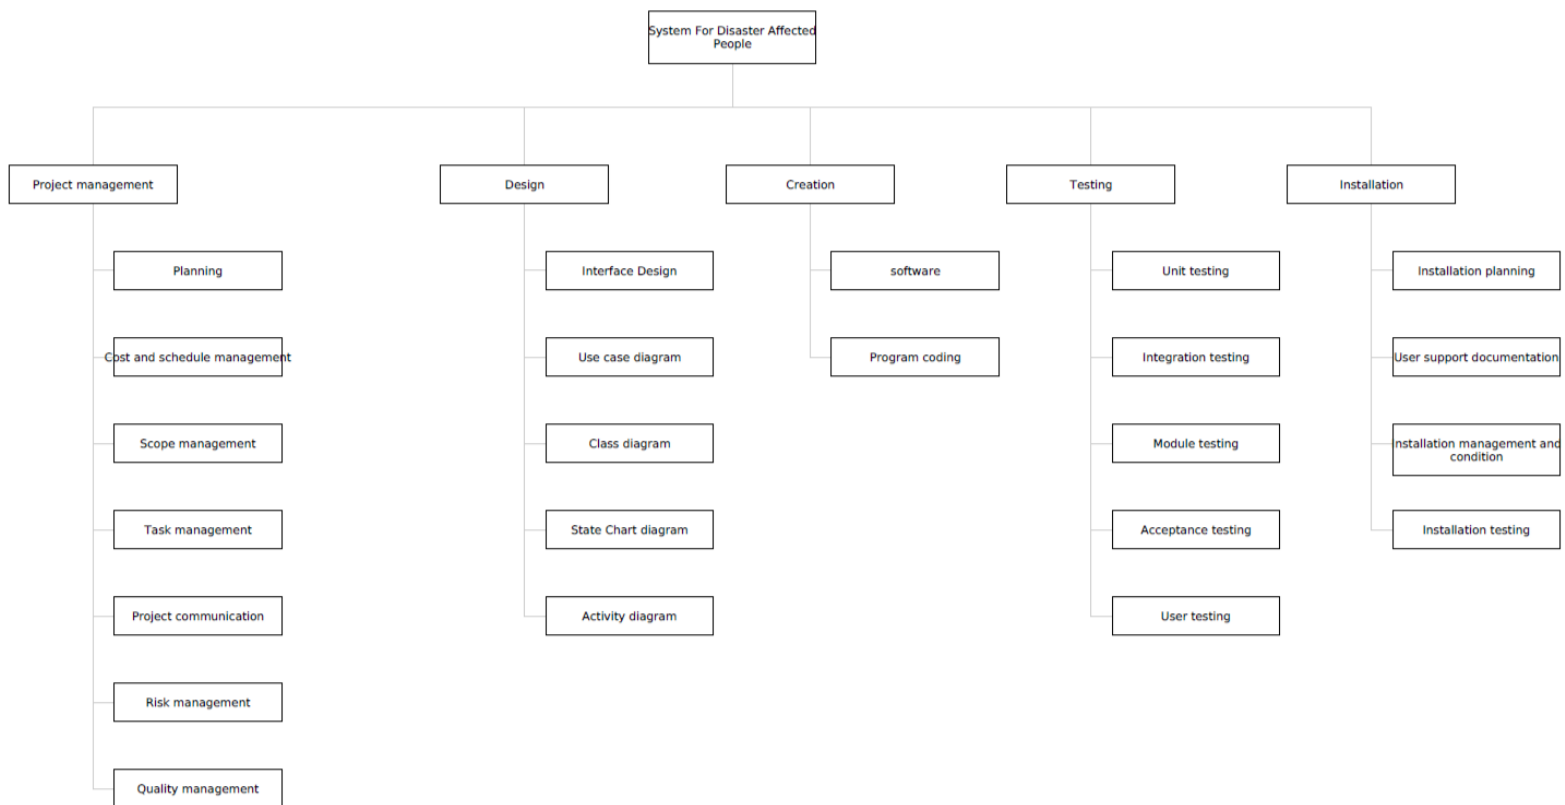 System For Disaster Affected
People
Project management
Design
Creation
Testing
Installation
Planning
Cost and schedule management
Scope management
Task management
Project communication
Risk management
Quality management
Interface Design
Use case diagram
Class diagram
State Chart diagram
Activity diagram
software
Program coding
Unit testing
Integration testing
Module testing
Acceptance testing
User testing
Installation planning
User support documentation
Installation management and
condition
Installation testing